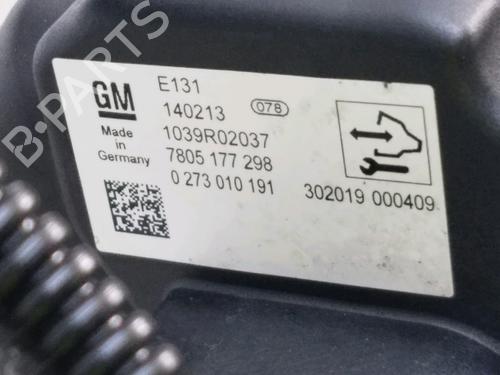 B-PARTS
GM
E131
140213 078
Made in Germany
1039R02037
7805 177 298
0 273 010 191
302019 000409